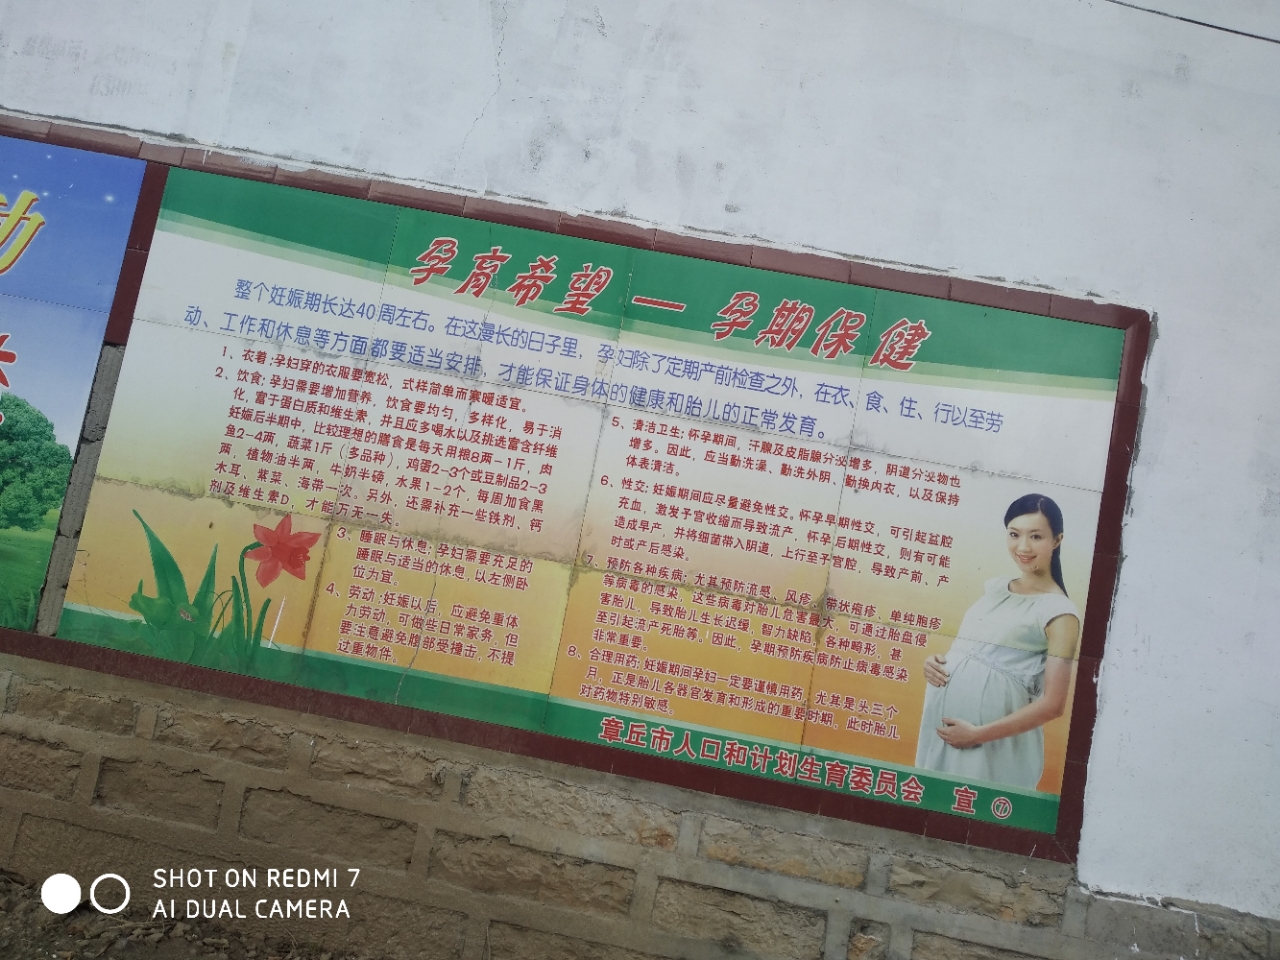 动
孕育希望 — 孕期保健
整个妊娠期长达40周左右。在这漫长的日子里，孕妇除了定期产前检查之外，在衣、食、住、行以至劳
动、工作和休息等方面都要适当安排，才能保证身体的健康和胎儿的正常发育。
1、衣着；孕妇穿的衣服要宽松，式样简单而寒暖适宜。
2、饮食；孕妇需要增加营养，饮食要均匀，多样化，易于消
化，富于蛋白质和维生素，并且应多喝水以及挑选富含纤维
妊娠后半期中，比较理想的膳食是每天用粮8两-1斤，肉
鱼2-4两，蔬菜1斤（多品种），鸡蛋2-3个或豆制品2-3
两，植物油半两，牛奶半磅，水果1-2个，每周加食黑
木耳、紫菜、海带一次。另外，还需补充一些铁剂、钙
剂及维生素D，才能万无一失。
3、睡眠与休息；孕妇需要充足的
睡眠与适当的休息，以左侧卧
位为宜。
4、劳动；妊娠以后，应避免重体
力劳动，可做些日常家务，但
要注意避免腹部受撞击，不提
过重物件。
5、清洁卫生；怀孕期间，汗腺及皮脂腺分泌增多，阴道分泌物也
增多。因此，应当勤洗澡、勤洗外阴、勤换内衣，以及保持
体表清洁。
6、性交；妊娠期间应尽量避免性交。怀孕早期性交，可引起盆腔
充血，激发子宫收缩而导致流产，怀孕后期性交，则有可能
造成早产，并将细菌带入阴道，上行至子宫腔，导致产前、产
时或产后感染。
7、预防各种疾病；尤其预防流感、风疹、带状疱疹、单纯胞疹
等病毒的感染，这些病毒对胎儿危害最大，可通过胎盘侵
害胎儿，导致胎儿生长迟缓，智力缺陷，各种畸形，甚
至引起流产死胎等，因此，孕期预防疾病防止病毒感染
非常重要。
8、合理用药；妊娠期间孕妇一定要谨慎用药，尤其是头三个
月，正是胎儿各器官发育和形成的重要时期，此时胎儿
对药物特别敏感。
章丘市人口和计划生育委员会 宣 ⑦
SHOT ON REDMI 7
AI DUAL CAMERA